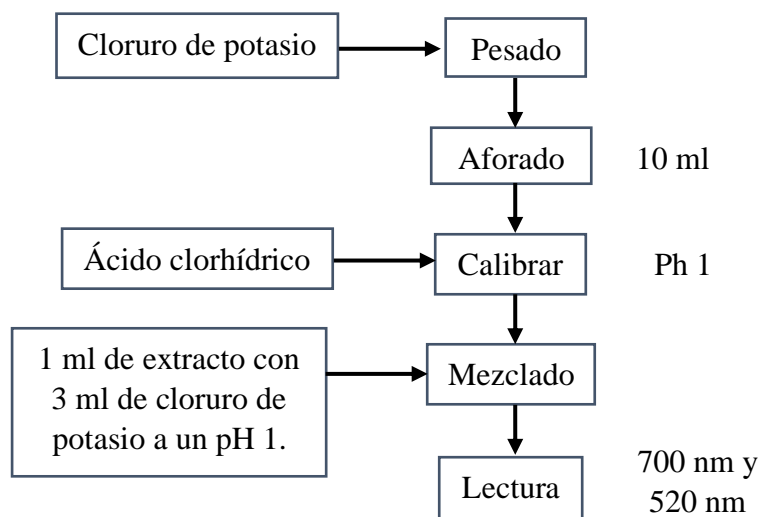 Cloruro de potasio
Pesado
Aforado
10 ml
Ácido clorhídrico
Calibrar
Ph 1
1 ml de extracto con
3 ml de cloruro de
potasio a un pH 1.
Mezclado
Lectura
700 nm y
520 nm